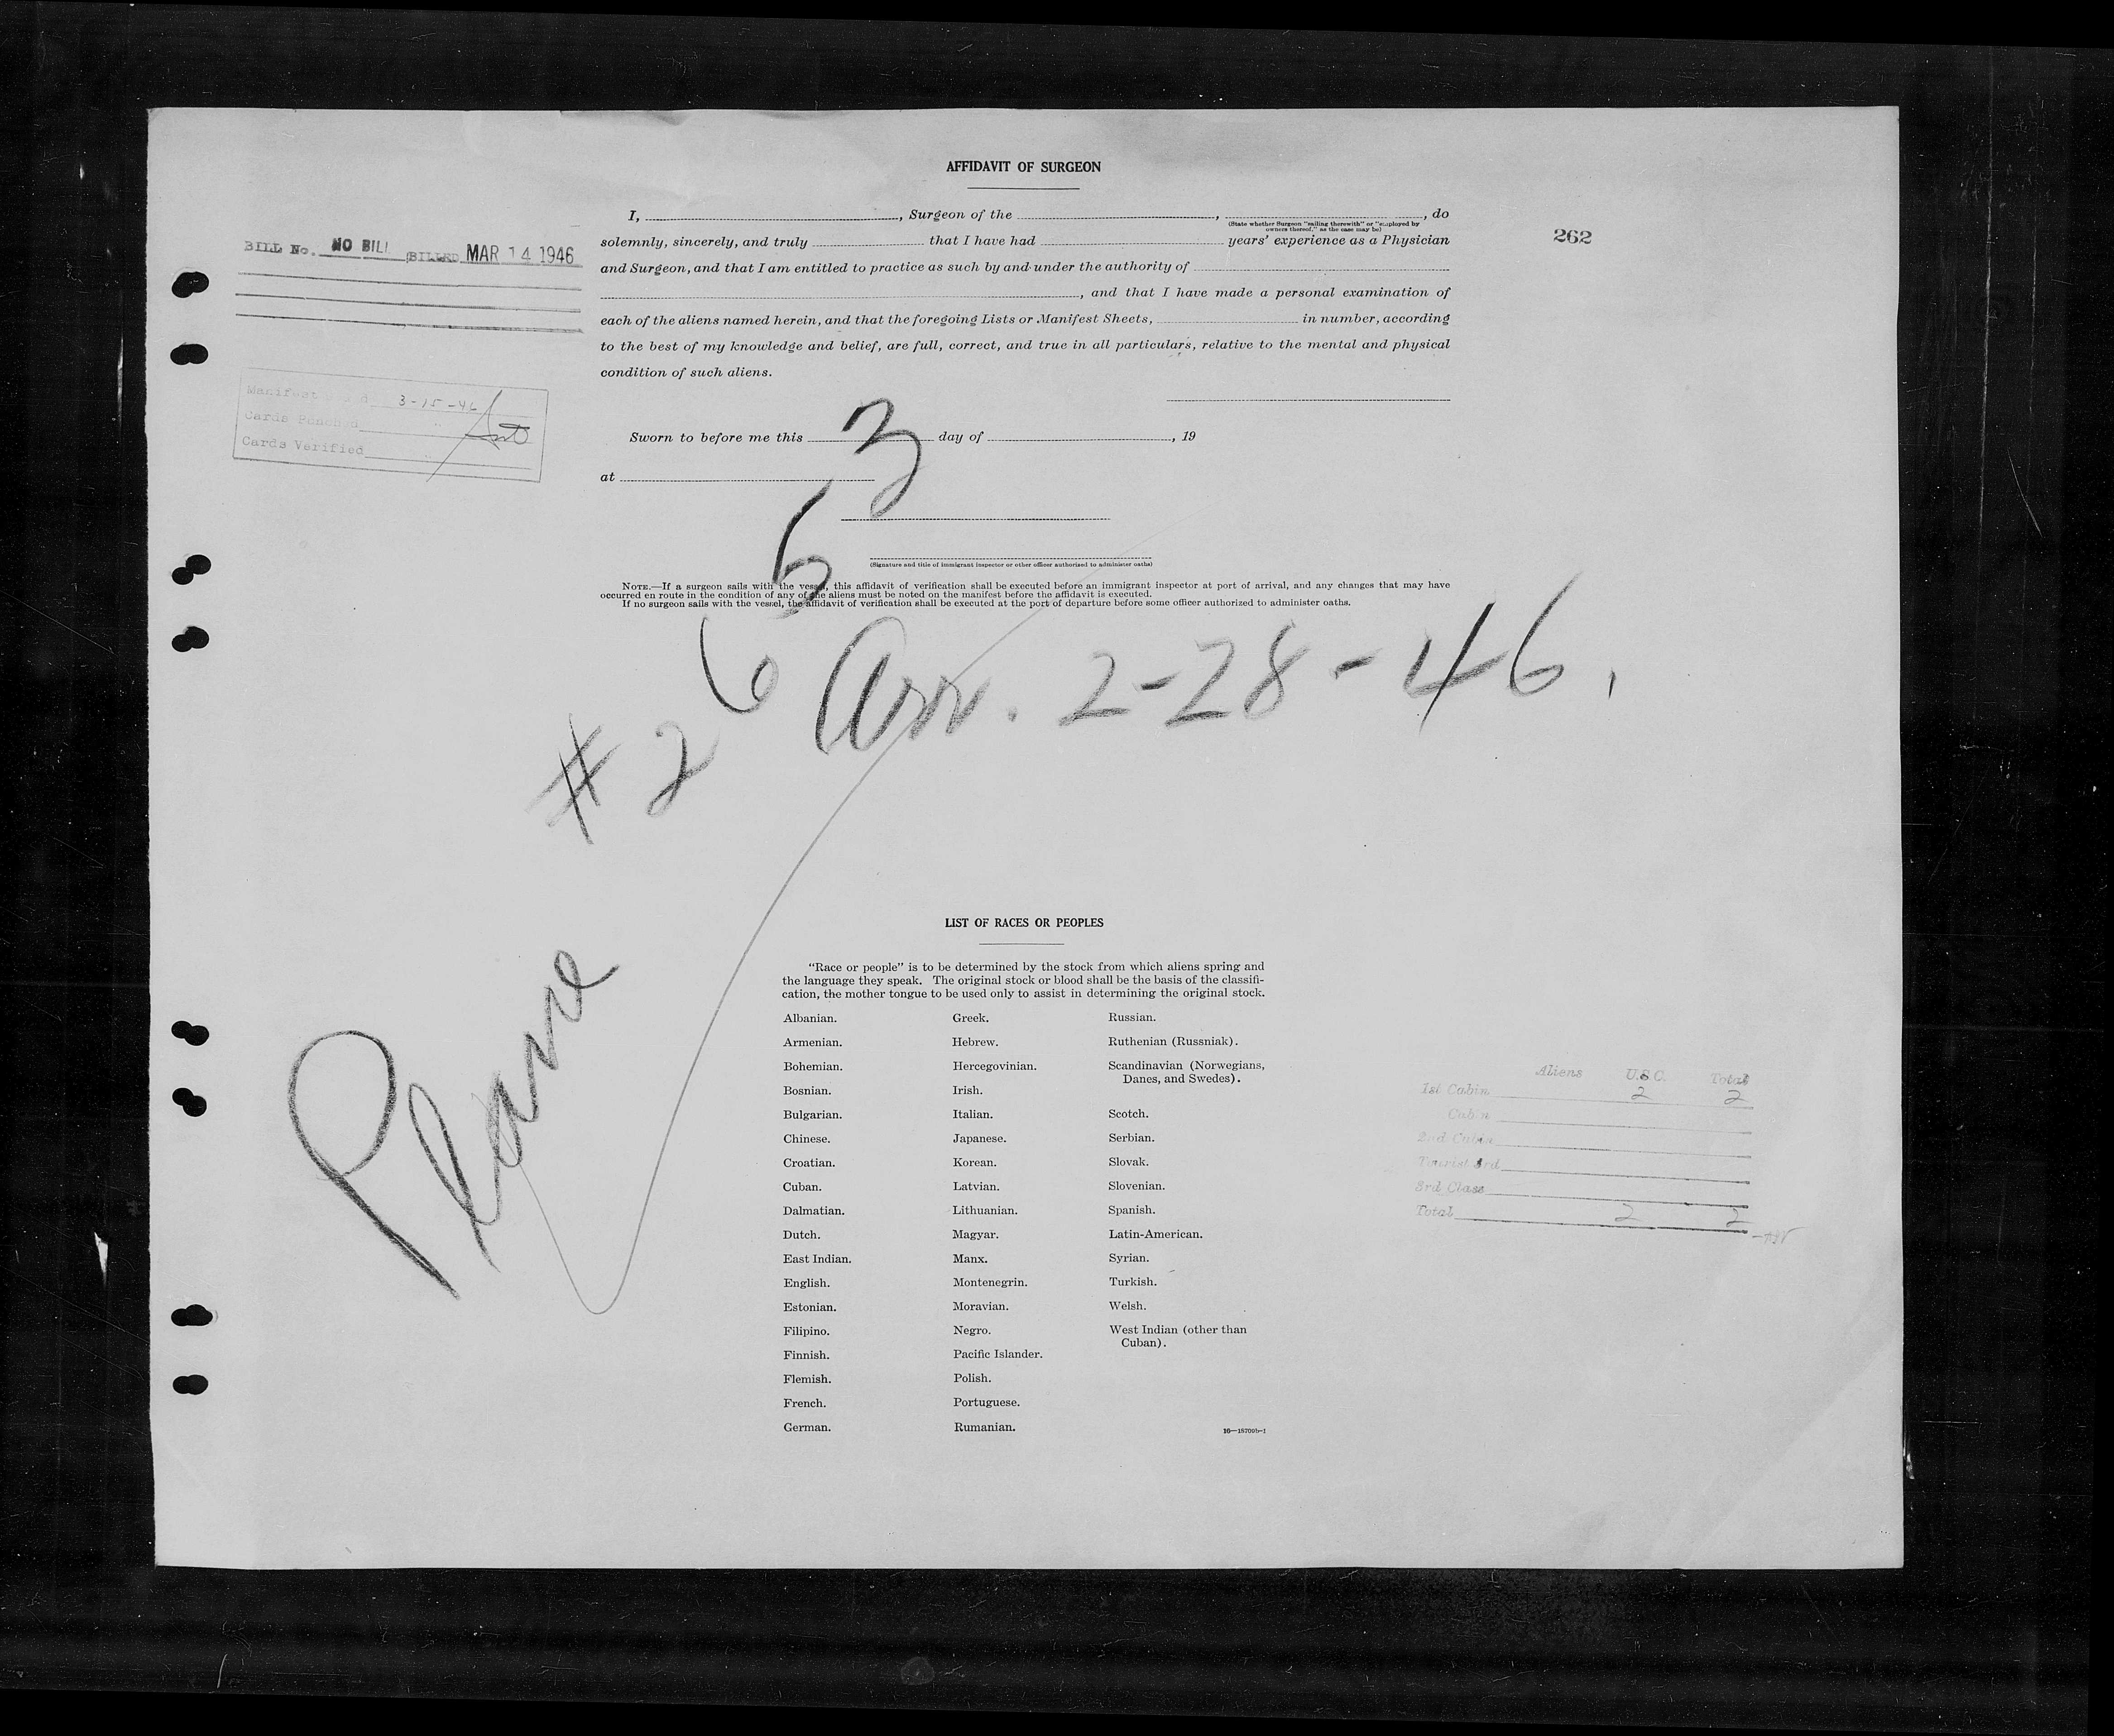 AFFIDAVIT OF SURGEON
I, , Surgeon of the , , do
(State whether Surgeon "sailing therewith" or "employed by
owners thereof," as the case may be)
solemnly, sincerely, and truly that I have had years' experience as a Physician
and Surgeon, and that I am entitled to practice as such by and under the authority of
, and that I have made a personal examination of
each of the aliens named herein, and that the foregoing Lists or Manifest Sheets, in number, according
to the best of my knowledge and belief, are full, correct, and true in all particulars, relative to the mental and physical
condition of such aliens.
262
BILL No. NO BILL BILLED MAR 14 1946
Manifest 3-15-46
Cards Punched
Cards Verified
Sworn to before me this day of , 19
at
(Signature and title of immigrant inspector or other officer authorized to administer oaths)
NOTE.—If a surgeon sails with the vessel, this affidavit of verification shall be executed before an immigrant inspector at port of arrival, and any changes that may have
occurred en route in the condition of any of the aliens must be noted on the manifest before the affidavit is executed.
If no surgeon sails with the vessel, the affidavit of verification shall be executed at the port of departure before some officer authorized to administer oaths.
Plane #2653
Arr. 2-28-46.
LIST OF RACES OR PEOPLES
"Race or people" is to be determined by the stock from which aliens spring and
the language they speak. The original stock or blood shall be the basis of the classifi-
cation, the mother tongue to be used only to assist in determining the original stock.
Albanian.
Armenian.
Bohemian.
Bosnian.
Bulgarian.
Chinese.
Croatian.
Cuban.
Dalmatian.
Dutch.
East Indian.
English.
Estonian.
Filipino.
Finnish.
Flemish.
French.
German.
Greek.
Hebrew.
Hercegovinian.
Irish.
Italian.
Japanese.
Korean.
Latvian.
Lithuanian.
Magyar.
Manx.
Montenegrin.
Moravian.
Negro.
Pacific Islander.
Polish.
Portuguese.
Rumanian.
Russian.
Ruthenian (Russniak).
Scandinavian (Norwegians,
Danes, and Swedes).
Scotch.
Serbian.
Slovak.
Slovenian.
Spanish.
Latin-American.
Syrian.
Turkish.
Welsh.
West Indian (other than
Cuban).
16—15709b-1
Aliens U.S.C. Total
1st Cabin 2 2
Cabin
2nd Cabin
Tourist 3rd
3rd Class
Total 2 2